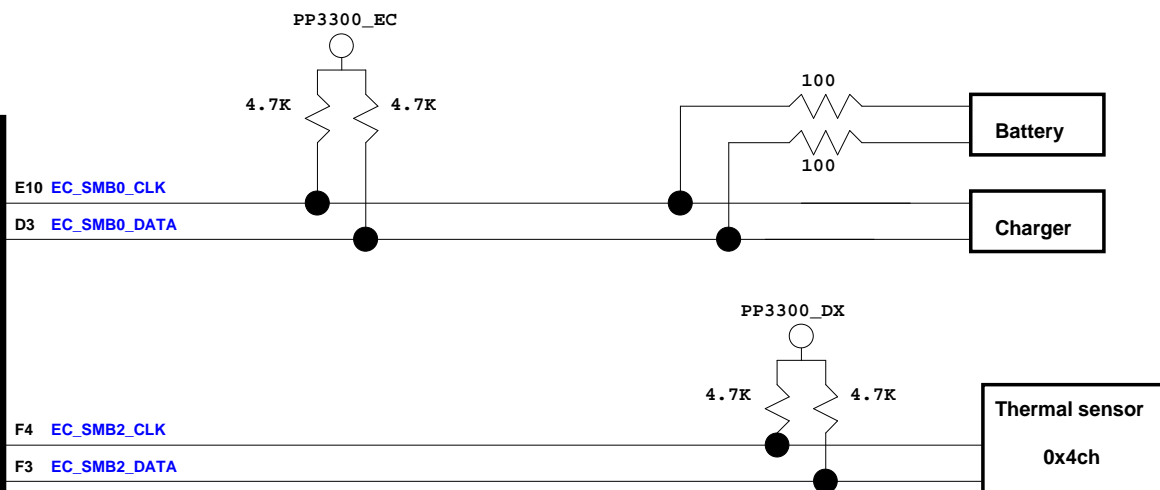 PP3300_EC
4.7K 4.7K
100
Battery
100
E10 EC_SMB0_CLK
D3 EC_SMB0_DATA
Charger
PP3300_DX
4.7K 4.7K
Thermal sensor
F4 EC_SMB2_CLK
0x4ch
F3 EC_SMB2_DATA